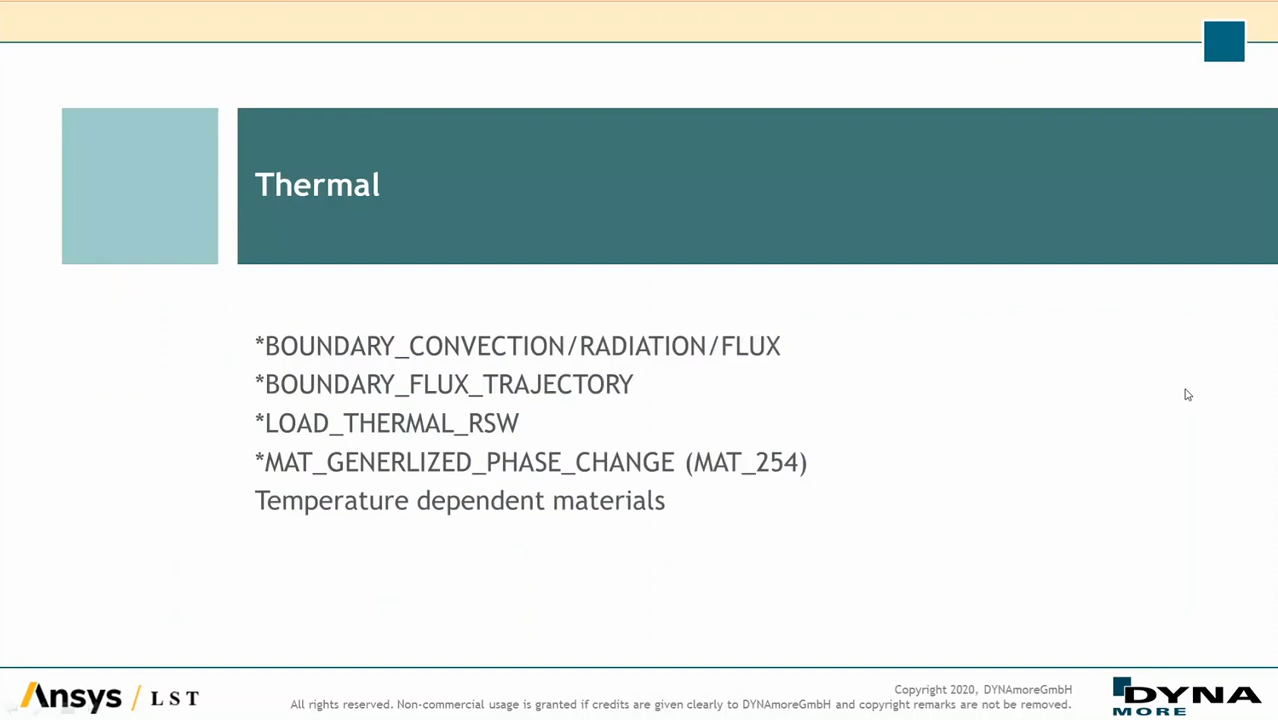 Thermal
*BOUNDARY_CONVECTION/RADIATION/FLUX
*BOUNDARY_FLUX_TRAJECTORY
*LOAD_THERMAL_RSW
*MAT_GENERLIZED_PHASE_CHANGE (MAT_254)
Temperature dependent materials
Ansys / LST
Copyright 2020, DYNAmoreGmbH
All rights reserved. Non-commercial usage is granted if credits are given clearly to DYNAmoreGmbH and copyright remarks are not be removed.
DYNA
MORE